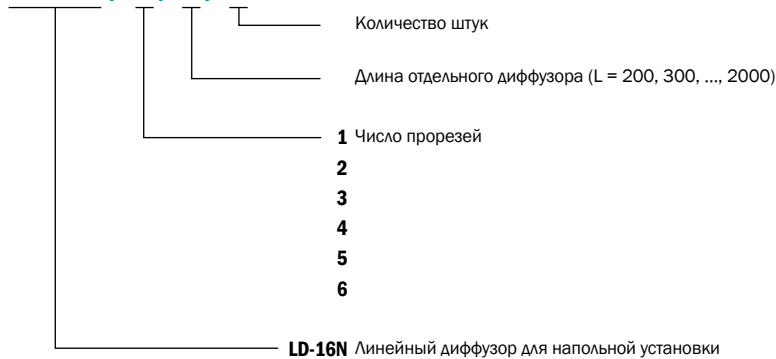 Количество штук
Длина отдельного диффузора (L = 200, 300, ..., 2000)
1 Число прорезей
2
3
4
5
6
LD-16N Линейный диффузор для напольной установки